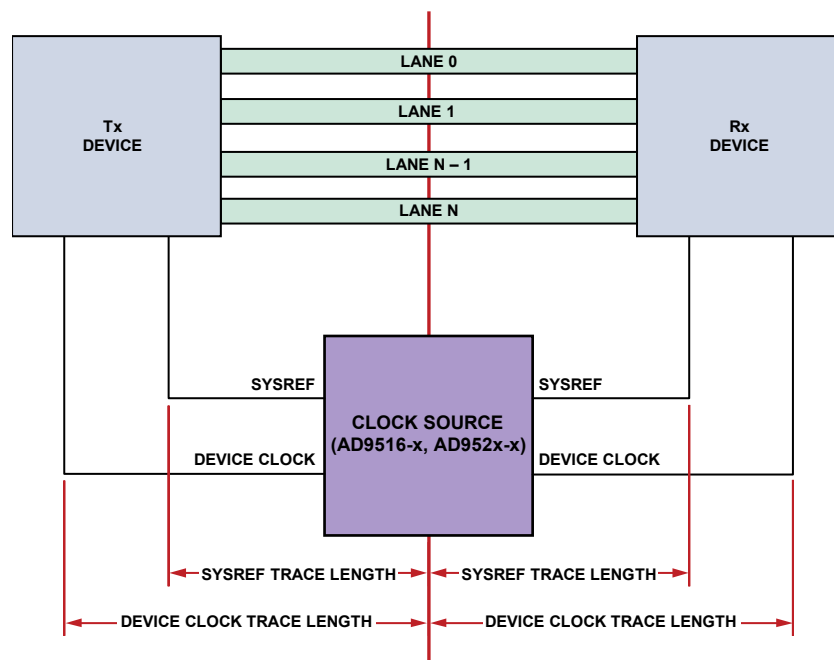 LANE 0
LANE 1
Tx
DEVICE
Rx
DEVICE
LANE N – 1
LANE N
SYSREF
SYSREF
CLOCK SOURCE
(AD9516-x, AD952x-x)
DEVICE CLOCK
DEVICE CLOCK
SYSREF TRACE LENGTH
SYSREF TRACE LENGTH
DEVICE CLOCK TRACE LENGTH
DEVICE CLOCK TRACE LENGTH